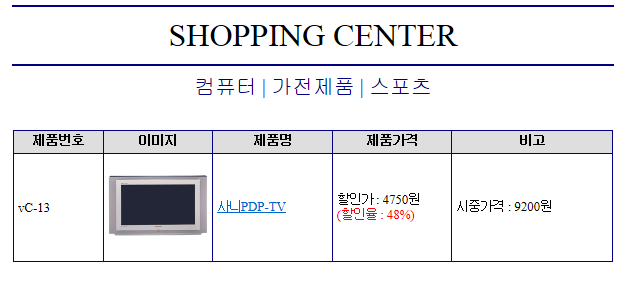 SHOPPING CENTER
컴퓨터 | 가전제품 | 스포츠
제품번호 이미지 제품명 제품가격 비고
vC-13 샤니PDP-TV 할인가 : 4750원 시중가격 : 9200원
(할인율 : 48%)